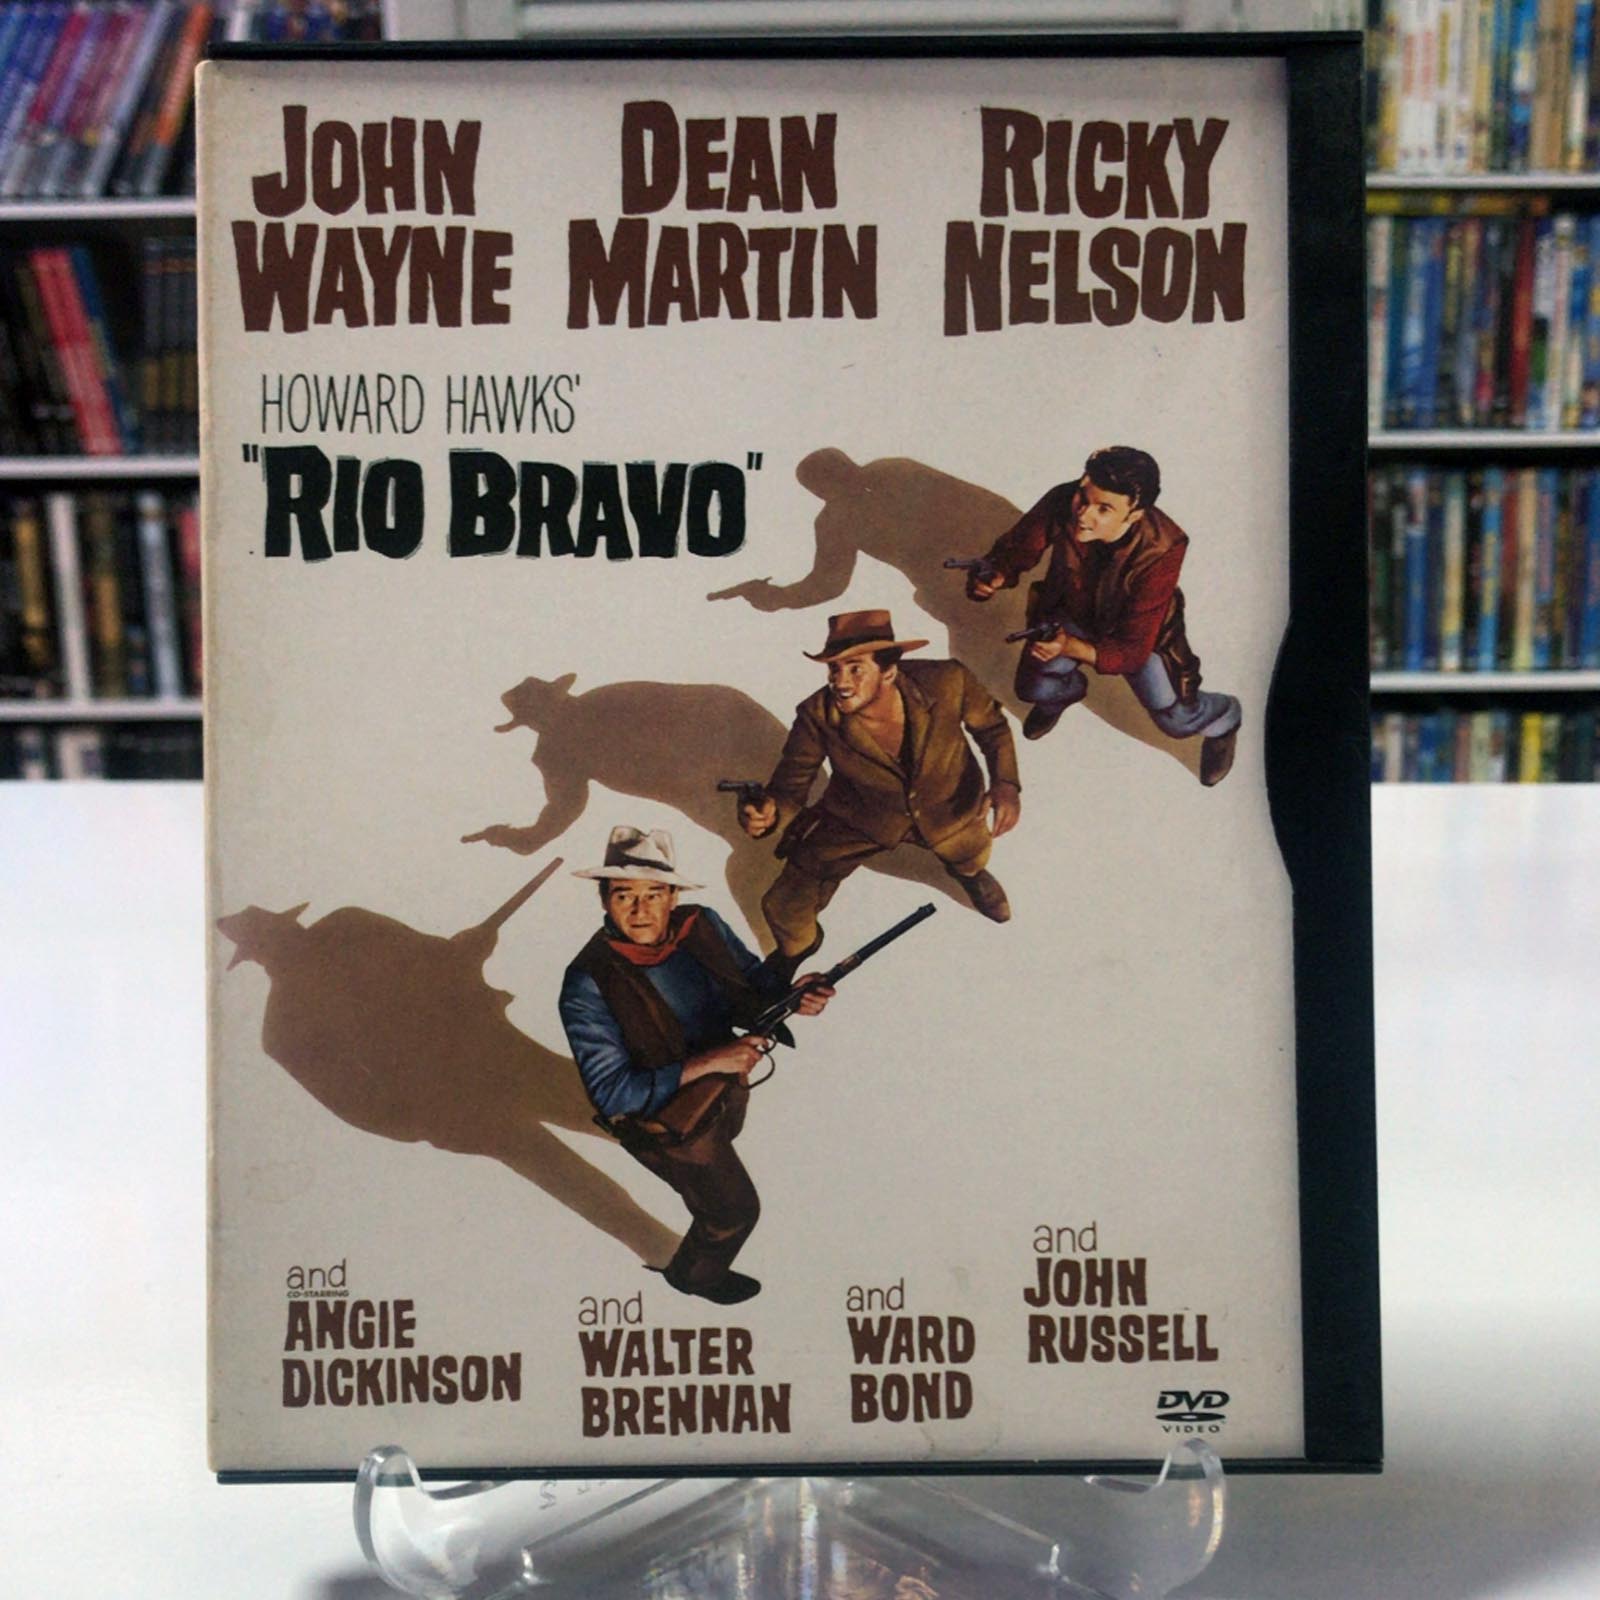 JOHN
WAYNE
DEAN
MARTIN
RICKY
NELSON
HOWARD HAWKS'
"RIO BRAVO"
and
CO-STARRING
ANGIE
DICKINSON
and
WALTER
BRENNAN
and
WARD
BOND
and
JOHN
RUSSELL
DVD
VIDEO